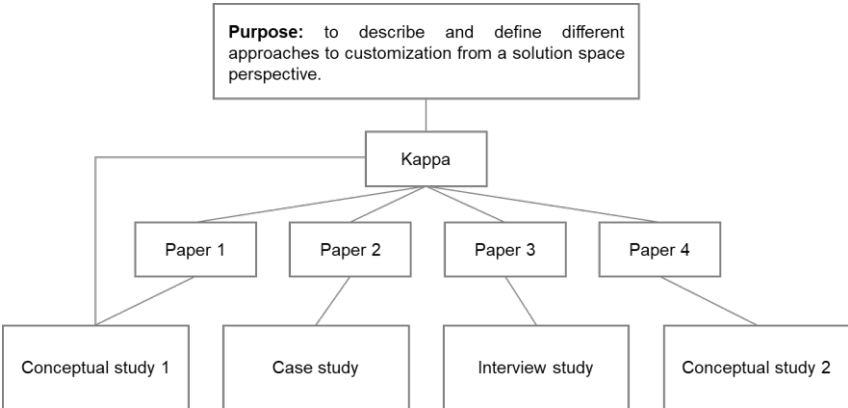 Purpose: to describe and define different
approaches to customization from a solution space
perspective.
Kappa
Paper 1
Paper 2
Paper 3
Paper 4
Conceptual study 1
Case study
Interview study
Conceptual study 2